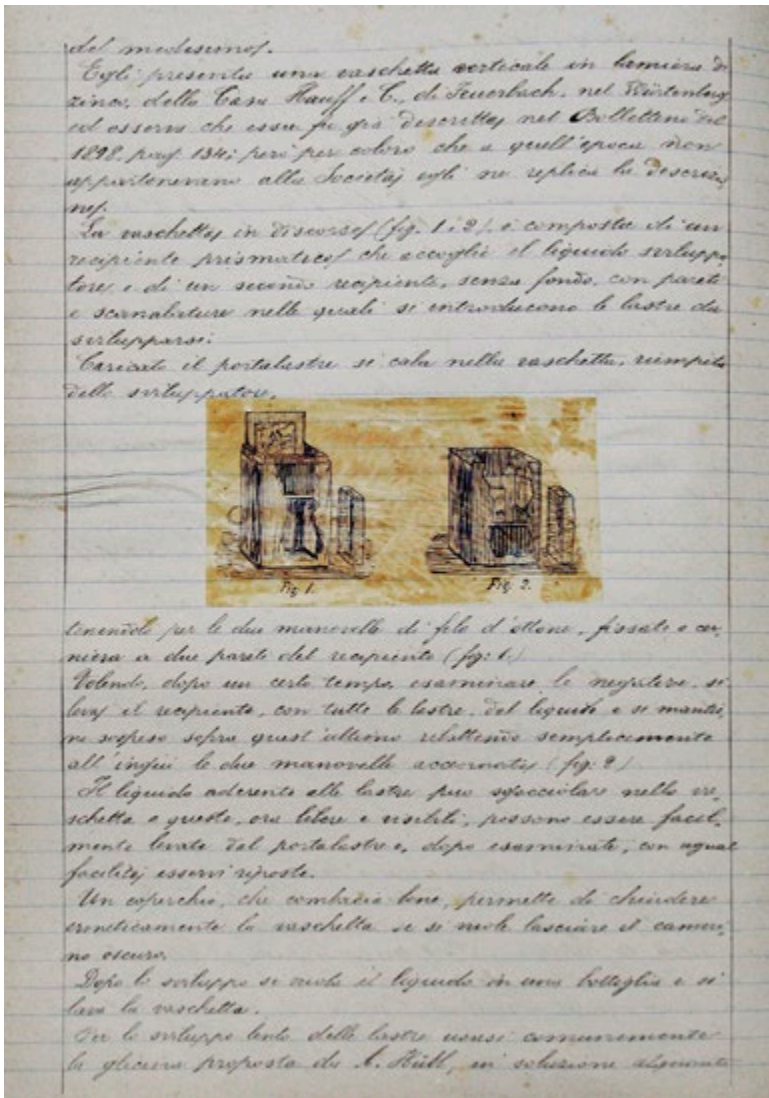 del medesimo.
Egli presenta una vaschetta verticale in lamiera di
zinco, della Casa Hauff e C., di Feuerbach, nel Würtenberg
ed osserva che essa fu già descritta nel Bollettino del
1898. pag. 134; però per coloro che a quell'epoca non
appartenevano alla Società, egli ne replica la descrizio
ne.
La vaschetta in discorso (fig. 1 e 2), è composta di un
recipiente prismatico che accoglie il liquido sviluppa
tore e di un secondo recipiente, senza fondo, con pareti
e scanalature nelle quali si introducono le lastre da
svilupparsi.
Caricato il portalastre si cala nella vaschetta, riempita
dello sviluppatore,
Fig. 1.
Fig. 2.
tenendolo per le due manovelle di filo d'ottone, fissate a cer,
niera a due pareti del recipiente (fig: 1.)
Volendo, dopo un certo tempo, esaminare le negative, si
leva il recipiente, con tutte le lastre, dal liquido e si mantie,
ne sospeso sopra quest'ultimo ribattendo semplicemente
all'ingiù le due manovelle accennate (fig: 2)
Il liquido aderente alle lastre può sgocciolare nella va,
schetta e queste, ora libere e visibili, possono essere facil,
mente levate dal portalastre e, dopo esaminate, con egual
facilità, esservi riposte.
Un coperchio, che combacia bene, permette di chiudere
ermeticamente la vaschetta se si vuole lasciare il cameri,
no oscuro.
Dopo lo sviluppo si vuota il liquido in una bottiglia e si
lava la vaschetta.
Per lo sviluppo lento delle lastre usasi comunemente
la glicina proposta da A. Hübl, in soluzione